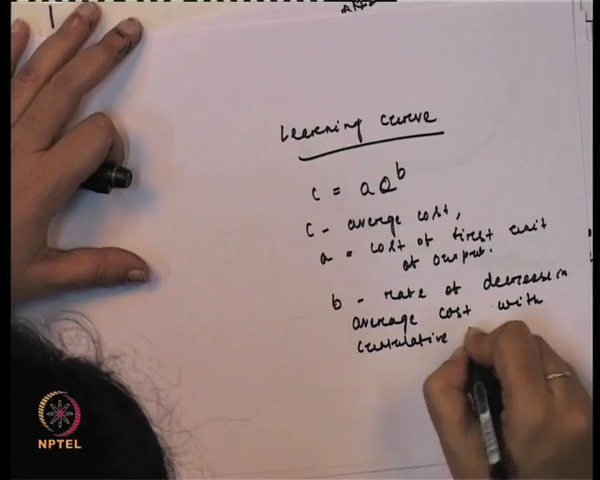 Learning curve
c = aQ^b
c - average cost,
a = cost of first unit
of output.
b - rate of decrease in
average cost with
cumulative
NPTEL